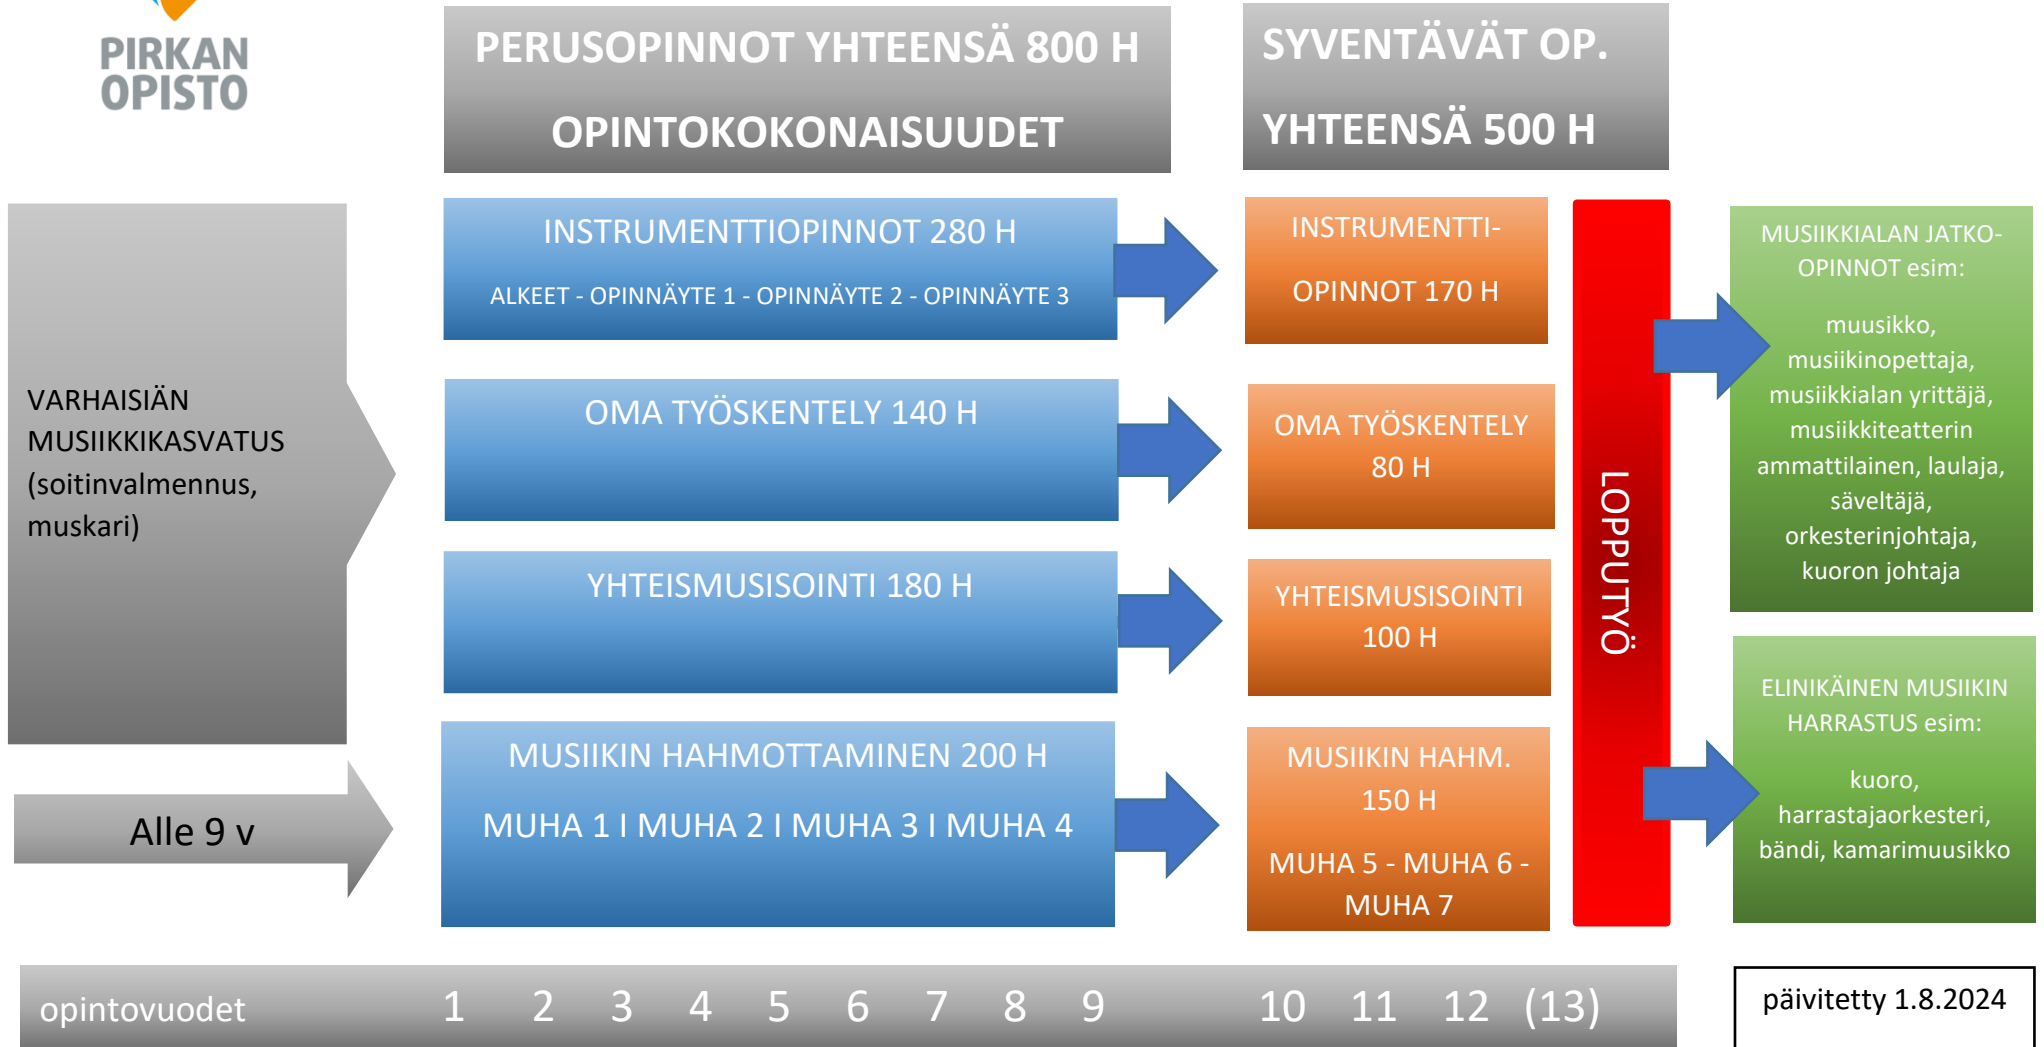 PIRKAN
OPISTO
PERUSOPINNOT YHTEENSÄ 800 H
OPINTOKOKONAISUUDET
SYVENTÄVÄT OP.
YHTEENSÄ 500 H
VARHAISIÄN
MUSIIKKIKASVATUS
(soitinvalmennus,
muskari)
Alle 9 v
INSTRUMENTTIOPINNOT 280 H
ALKEET - OPINNÄYTE 1 - OPINNÄYTE 2 - OPINNÄYTE 3
OMA TYÖSKENTELY 140 H
YHTEISMUSISOINTI 180 H
MUSIIKIN HAHMOTTAMINEN 200 H
MUHA 1 I MUHA 2 I MUHA 3 I MUHA 4
INSTRUMENTTI-
OPINNOT 170 H
OMA TYÖSKENTELY
80 H
YHTEISMUSISOINTI
100 H
MUSIIKIN HAHM.
150 H
MUHA 5 - MUHA 6 -
MUHA 7
LOPPUTYÖ
MUSIIKKIALAN JATKO-
OPINNOT esim:
muusikko,
musiikinopettaja,
musiikkialan yrittäjä,
musiikkiteatterin
ammattilainen, laulaja,
säveltäjä,
orkesterinjohtaja,
kuoron johtaja
ELINIKÄINEN MUSIIKIN
HARRASTUS esim:
kuoro,
harrastajaorkesteri,
bändi, kamarimuusikko
opintovuodet 1 2 3 4 5 6 7 8 9 10 11 12 (13)
päivitetty 1.8.2024